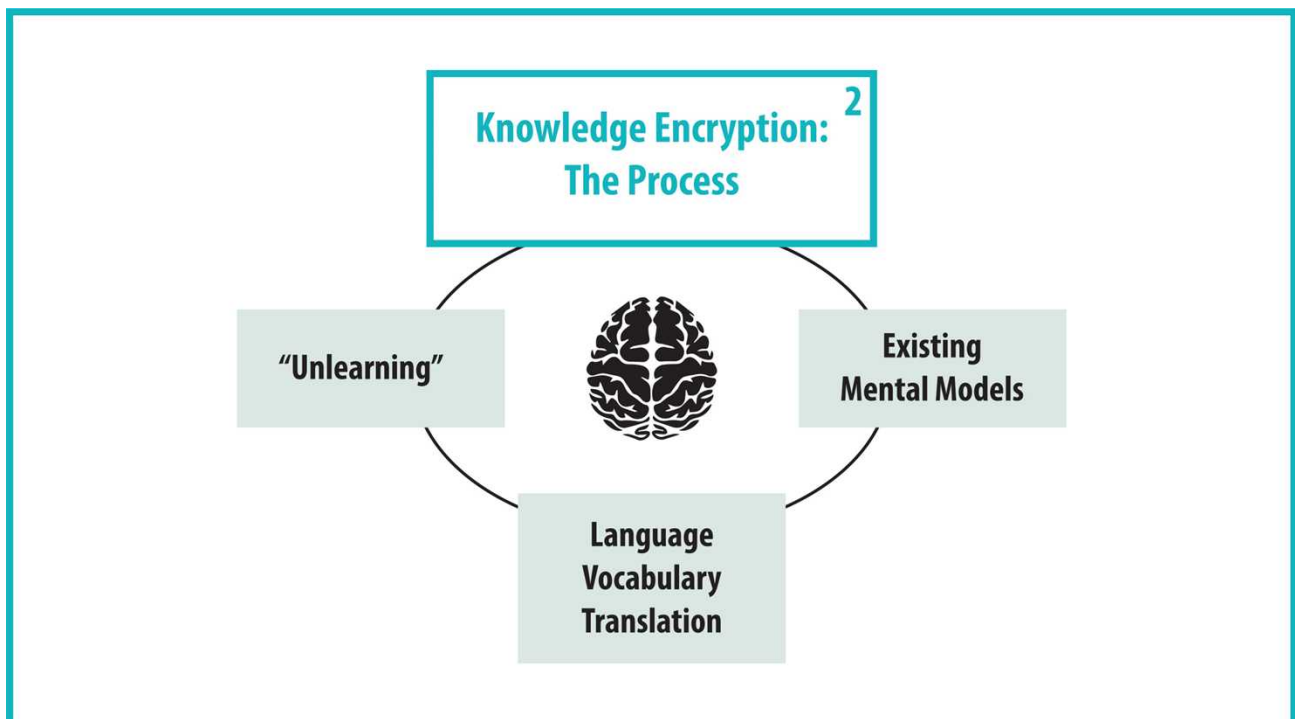 2
Knowledge Encryption:
The Process
“Unlearning”
Existing
Mental Models
Language
Vocabulary
Translation